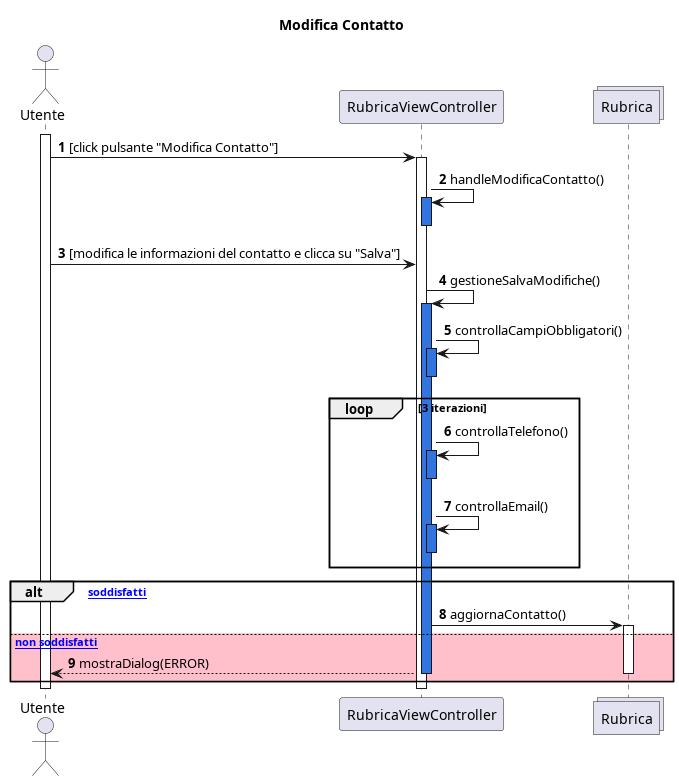 Modifica Contatto
Utente
RubricaViewController
Rubrica
1 [click pulsante "Modifica Contatto"]
2 handleModificaContatto()
3 [modifica le informazioni del contatto e clicca su "Salva"]
4 gestioneSalvaModifiche()
5 controllaCampiObbligatori()
loop
[3 iterazioni]
6 controllaTelefono()
7 controllaEmail()
alt
soddisfatti
8 aggiornaContatto()
non soddisfatti
9 mostraDialog(ERROR)
Utente
RubricaViewController
Rubrica